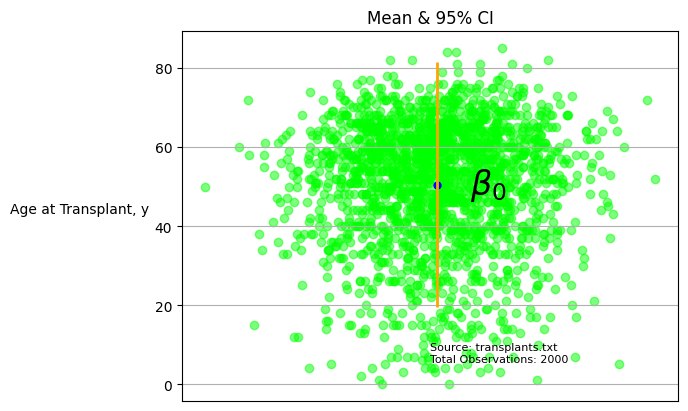 Mean & 95% CI
80
60
β0
Age at Transplant, y
40
20
Source: transplants.txt
Total Observations: 2000
0